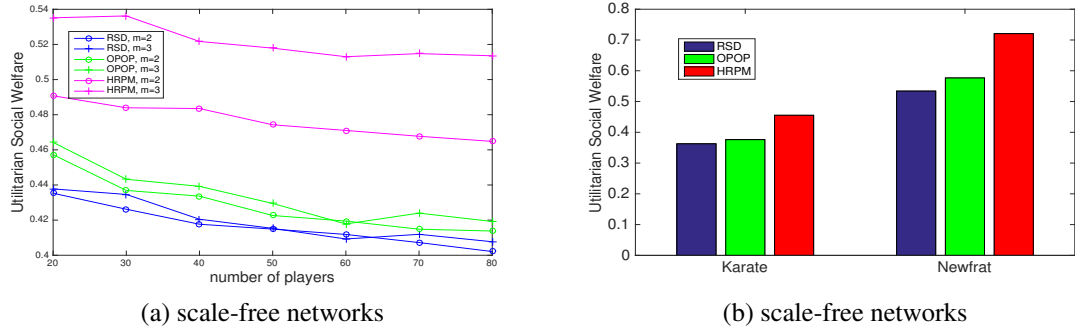 0.54
0.52
0.5
0.48
0.46
0.44
0.42
0.4
Utilitarian Social Welfare
RSD, m=2
RSD, m=3
OPOP, m=2
OPOP, m=3
HRPM, m=2
HRPM, m=3
20 30 40 50 60 70 80
number of players
(a) scale-free networks
0.8
0.7
0.6
0.5
0.4
0.3
0.2
0.1
0
Utilitarian Social Welfare
RSD
OPOP
HRPM
Karate Newfrat
(b) scale-free networks